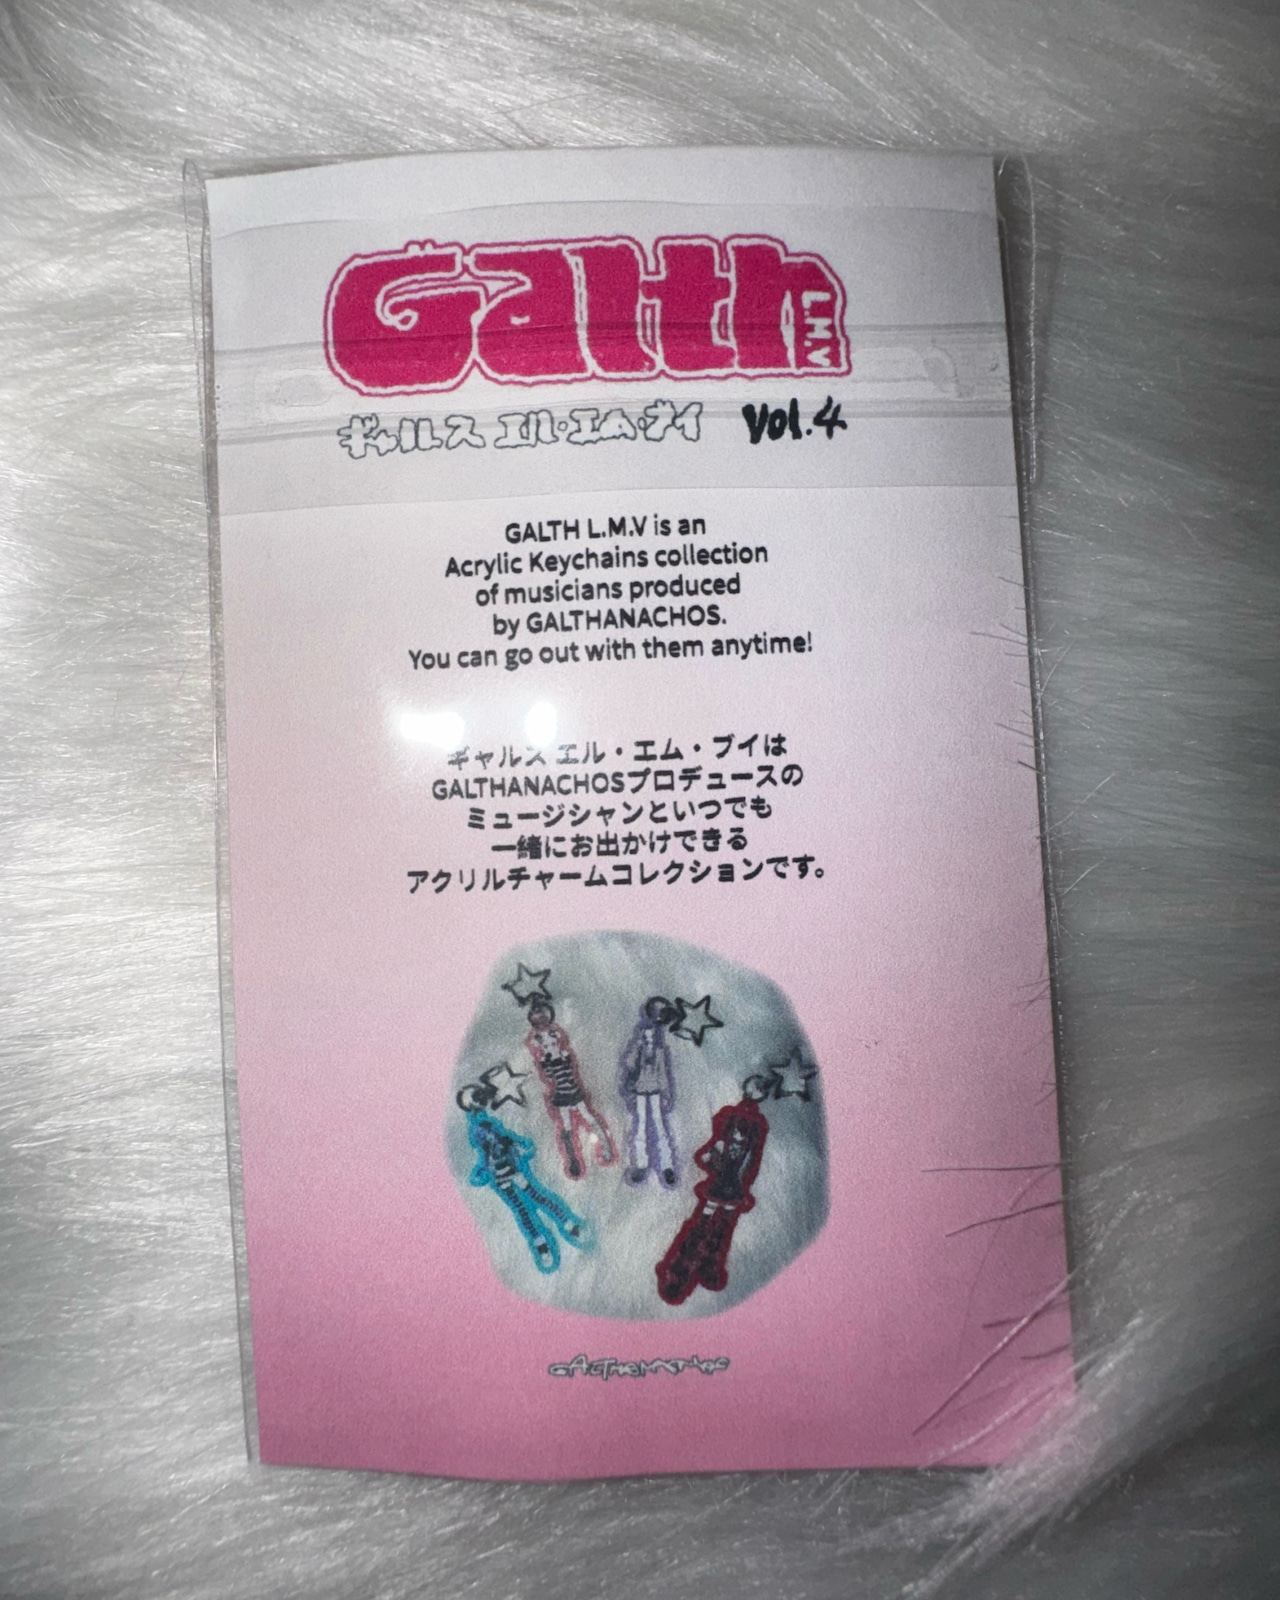 Galth L.M.V
ギャルス エル・エム・ブイ Vol.4
GALTH L.M.V is an
Acrylic Keychains collection
of musicians produced
by GALTHANACHOS.
You can go out with them anytime!
ギャルス エル・エム・ブイは
GALTHANACHOSプロデュースの
ミュージシャンといつでも
一緒にお出かけできる
アクリルチャームコレクションです。